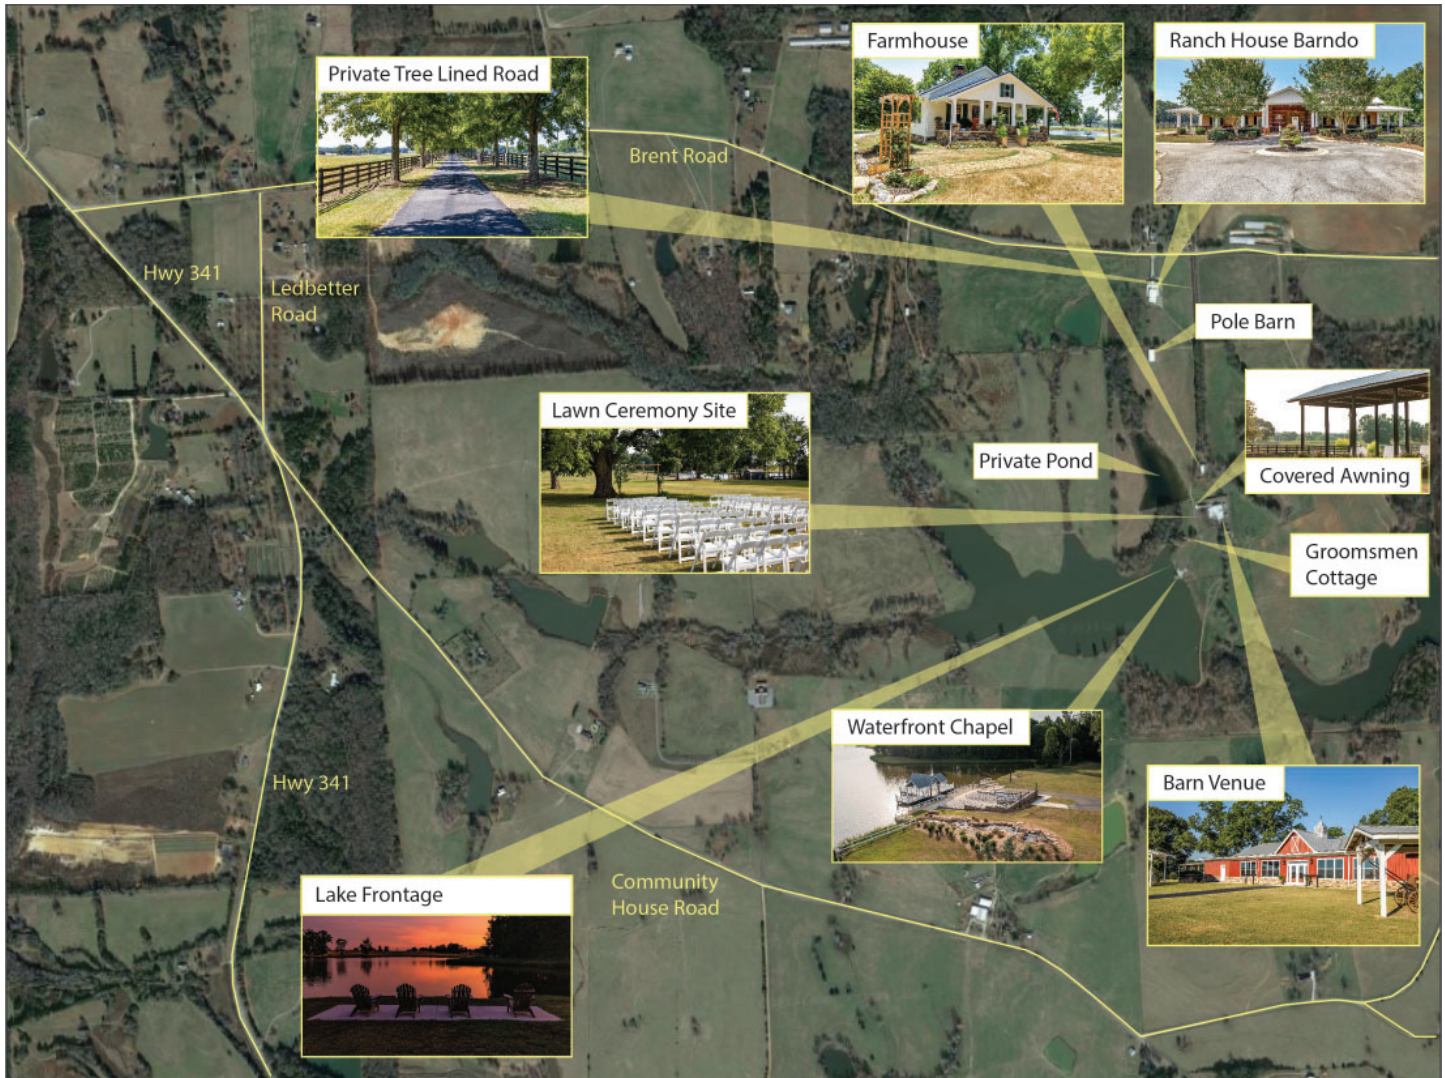 Farmhouse
Ranch House Barndo
Private Tree Lined Road
Brent Road
Hwy 341
Ledbetter
Road
Pole Barn
Lawn Ceremony Site
Private Pond
Covered Awning
Groomsmen
Cottage
Waterfront Chapel
Hwy 341
Barn Venue
Community
House Road
Lake Frontage